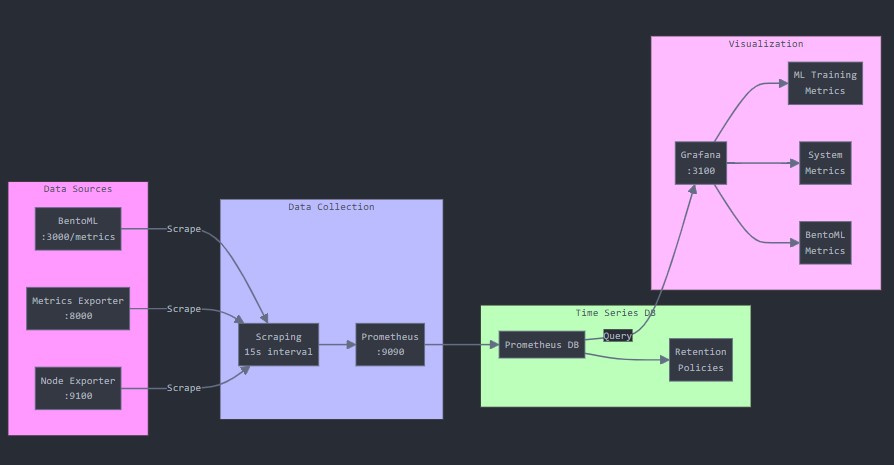 Data Sources
BentoML
:3000/metrics
Metrics Exporter
:8000
Node Exporter
:9100
Scrape
Scrape
Scrape
Data Collection
Scraping
15s interval
Prometheus
:9090
Time Series DB
Prometheus DB
Query
Retention
Policies
Visualization
Grafana
:3100
ML Training
Metrics
System
Metrics
BentoML
Metrics